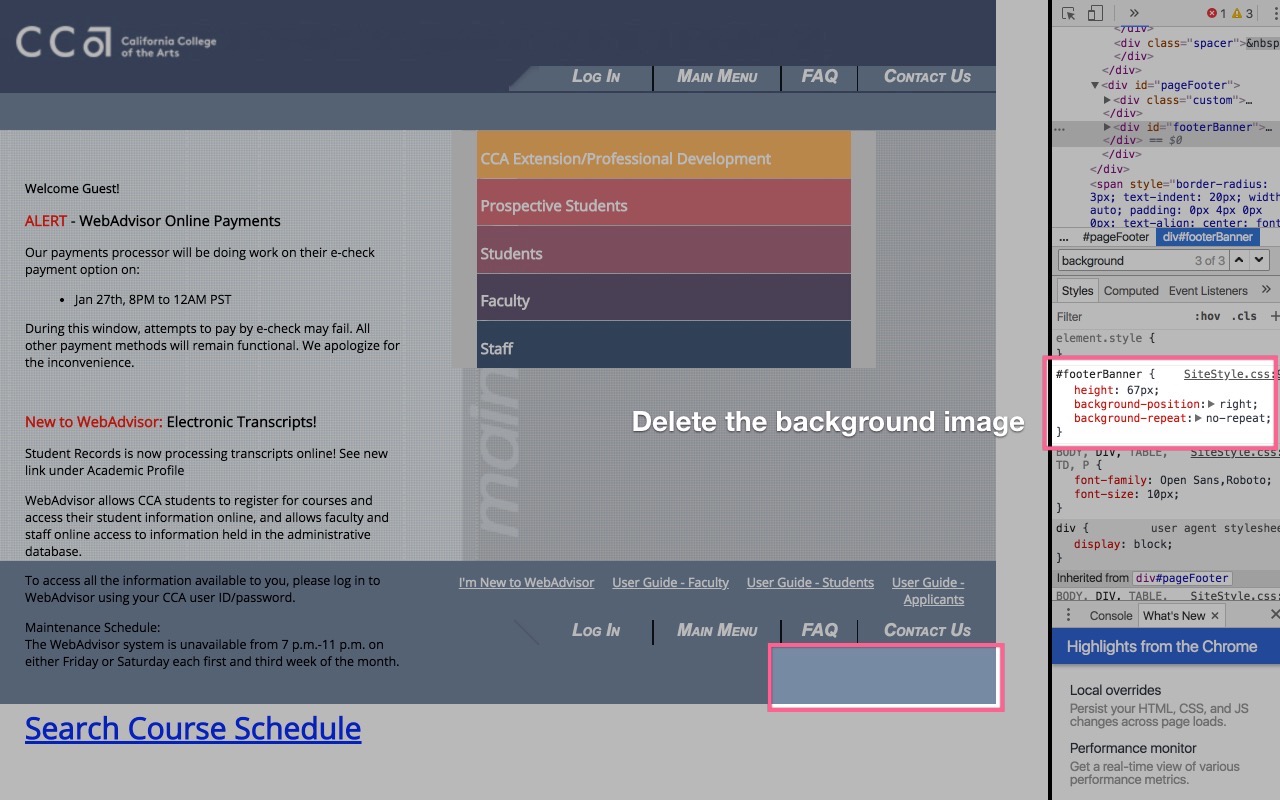 CCA California College
of the Arts
LOG IN MAIN MENU FAQ CONTACT US
Welcome Guest!
ALERT - WebAdvisor Online Payments
Our payments processor will be doing work on their e-check
payment option on:
• Jan 27th, 8PM to 12AM PST
During this window, attempts to pay by e-check may fail. All
other payment methods will remain functional. We apologize for
the inconvenience.
New to WebAdvisor: Electronic Transcripts!
Student Records is now processing transcripts online! See new
link under Academic Profile
WebAdvisor allows CCA students to register for courses and
access their student information online, and allows faculty and
staff online access to information held in the administrative
database.
To access all the information available to you, please log in to
WebAdvisor using your CCA user ID/password.
Maintenance Schedule:
The WebAdvisor system is unavailable from 7 p.m.-11 p.m. on
either Friday or Saturday each first and third week of the month.
Search Course Schedule
CCA Extension/Professional Development
Prospective Students
Students
Faculty
Staff
main
Delete the background image
I'm New to WebAdvisor User Guide - Faculty User Guide - Students User Guide -
Applicants
LOG IN MAIN MENU FAQ CONTACT US
» 1 3
</div>
<div class="spacer">&nbsp
</div>
</div>
▼<div id="pageFooter">
▶<div class="custom">…
</div>
… ▶<div id="footerBanner">…
</div> == $0
</div>
</div>
<span style="border-radius:
3px; text-indent: 20px; width
auto; padding: 0px 4px 0px
0px; text-align: center; font
... #pageFooter div#footerBanner
background 3 of 3
Styles Computed Event Listeners »
Filter :hov .cls +
element.style {
}
#footerBanner { SiteStyle.css:9
height: 67px;
background-position:▶ right;
background-repeat:▶ no-repeat;
}
BODY, DIV, TABLE, SiteStyle.css:
TD, P {
font-family: Open Sans,Roboto;
font-size: 10px;
}
div { user agent styleshee
display: block;
}
Inherited from div#pageFooter
BODY, DIV, TABLE, SiteStyle.css:
Console What's New ×
Highlights from the Chrome
Local overrides
Persist your HTML, CSS, and JS
changes across page loads.
Performance monitor
Get a real-time view of various
performance metrics.